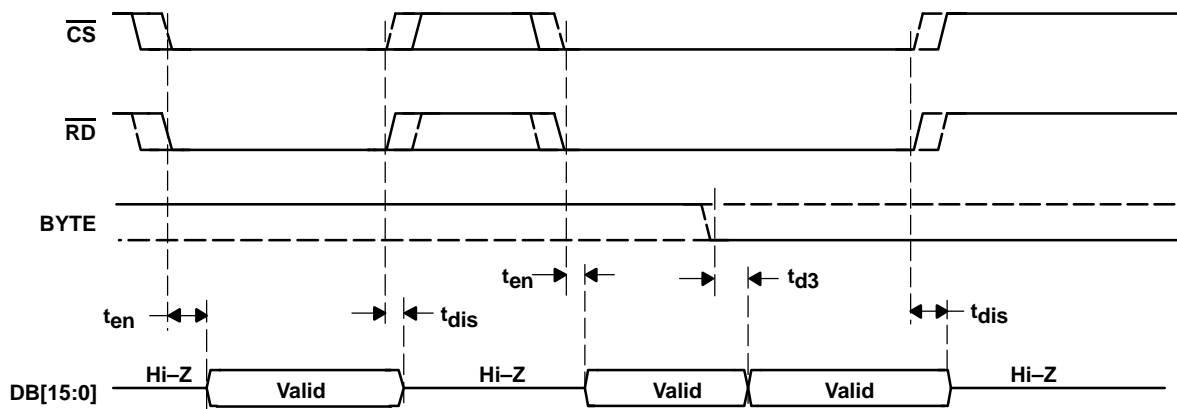 CS
RD
BYTE
ten
td3
ten
tdis
tdis
Hi–Z
Hi–Z
Hi–Z
DB[15:0]
Valid
Valid
Valid